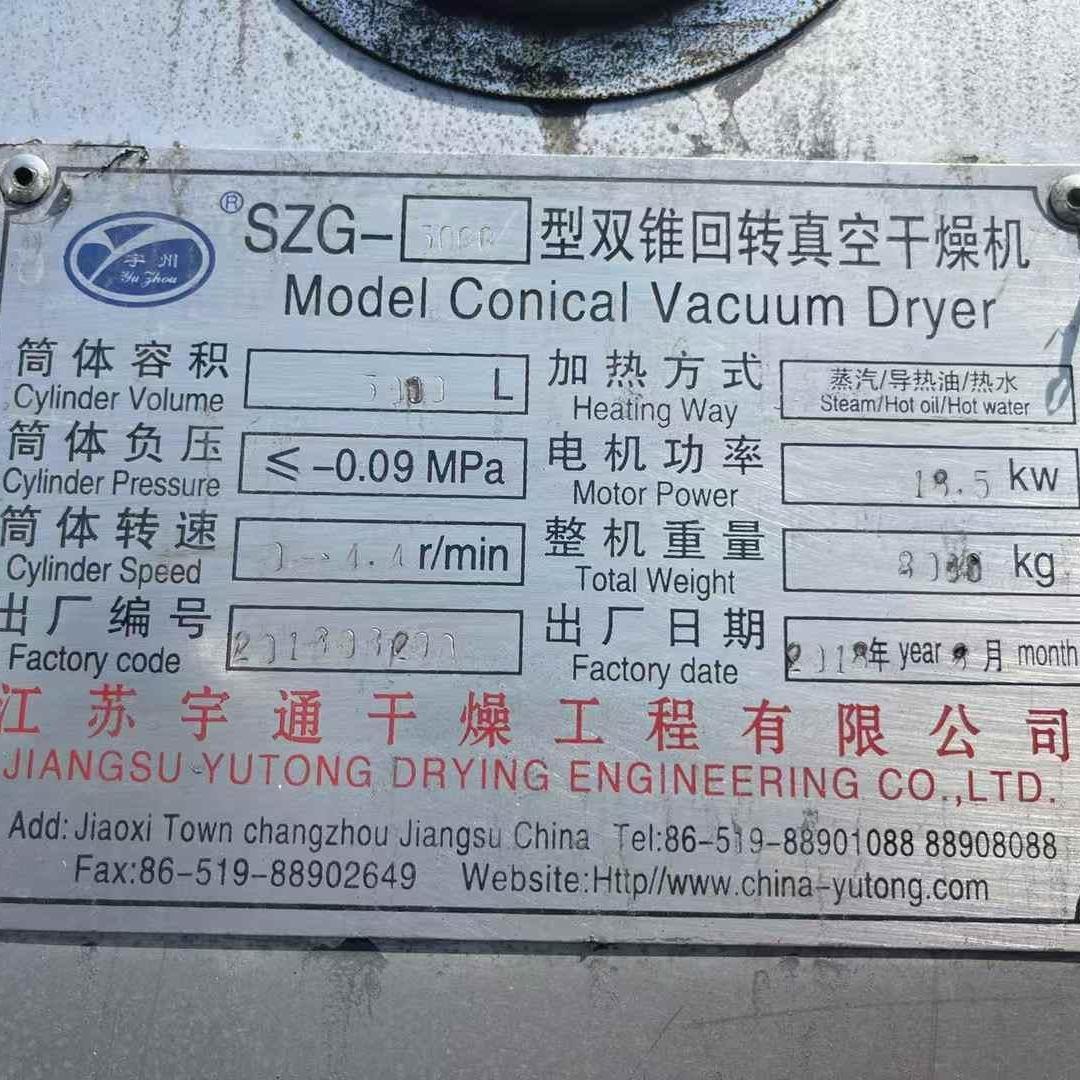 宇州
Yu Zhou
® SZG- 型双锥回转真空干燥机
Model Conical Vacuum Dryer
筒体容积 L 加热方式 蒸汽/导热油/热水
Cylinder Volume Heating Way Steam/Hot oil/Hot water
筒体负压 ≤-0.09 MPa 电机功率 kw
Cylinder Pressure Motor Power
筒体转速 r/min 整机重量 kg
Cylinder Speed Total Weight
出厂编号 出厂日期 年 year 月 month
Factory code Factory date
江苏宇通干燥工程有限公司
JIANGSU YUTONG DRYING ENGINEERING CO.,LTD.
Add: Jiaoxi Town changzhou Jiangsu China Tel:86-519-88901088 88908088
Fax:86-519-88902649 Website:Http//www.china-yutong.com